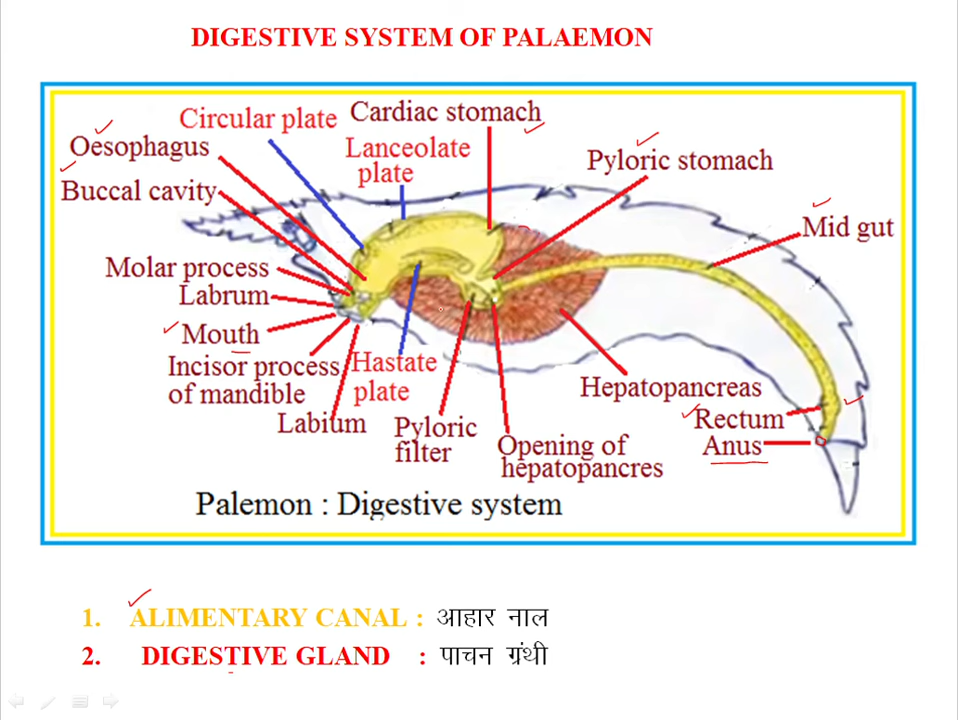 DIGESTIVE SYSTEM OF PALAEMON
Circular plate
Cardiac stomach
Oesophagus
Lanceolate
plate
Pyloric stomach
Buccal cavity
Mid gut
Molar process
Labrum
Mouth
Incisor process
of mandible
Hastate
plate
Hepatopancreas
Labium
Pyloric
filter
Opening of
hepatopancres
Rectum
Anus
Palemon : Digestive system
1. ALIMENTARY CANAL : आहार नाल
2. DIGESTIVE GLAND : पाचन ग्रंथी